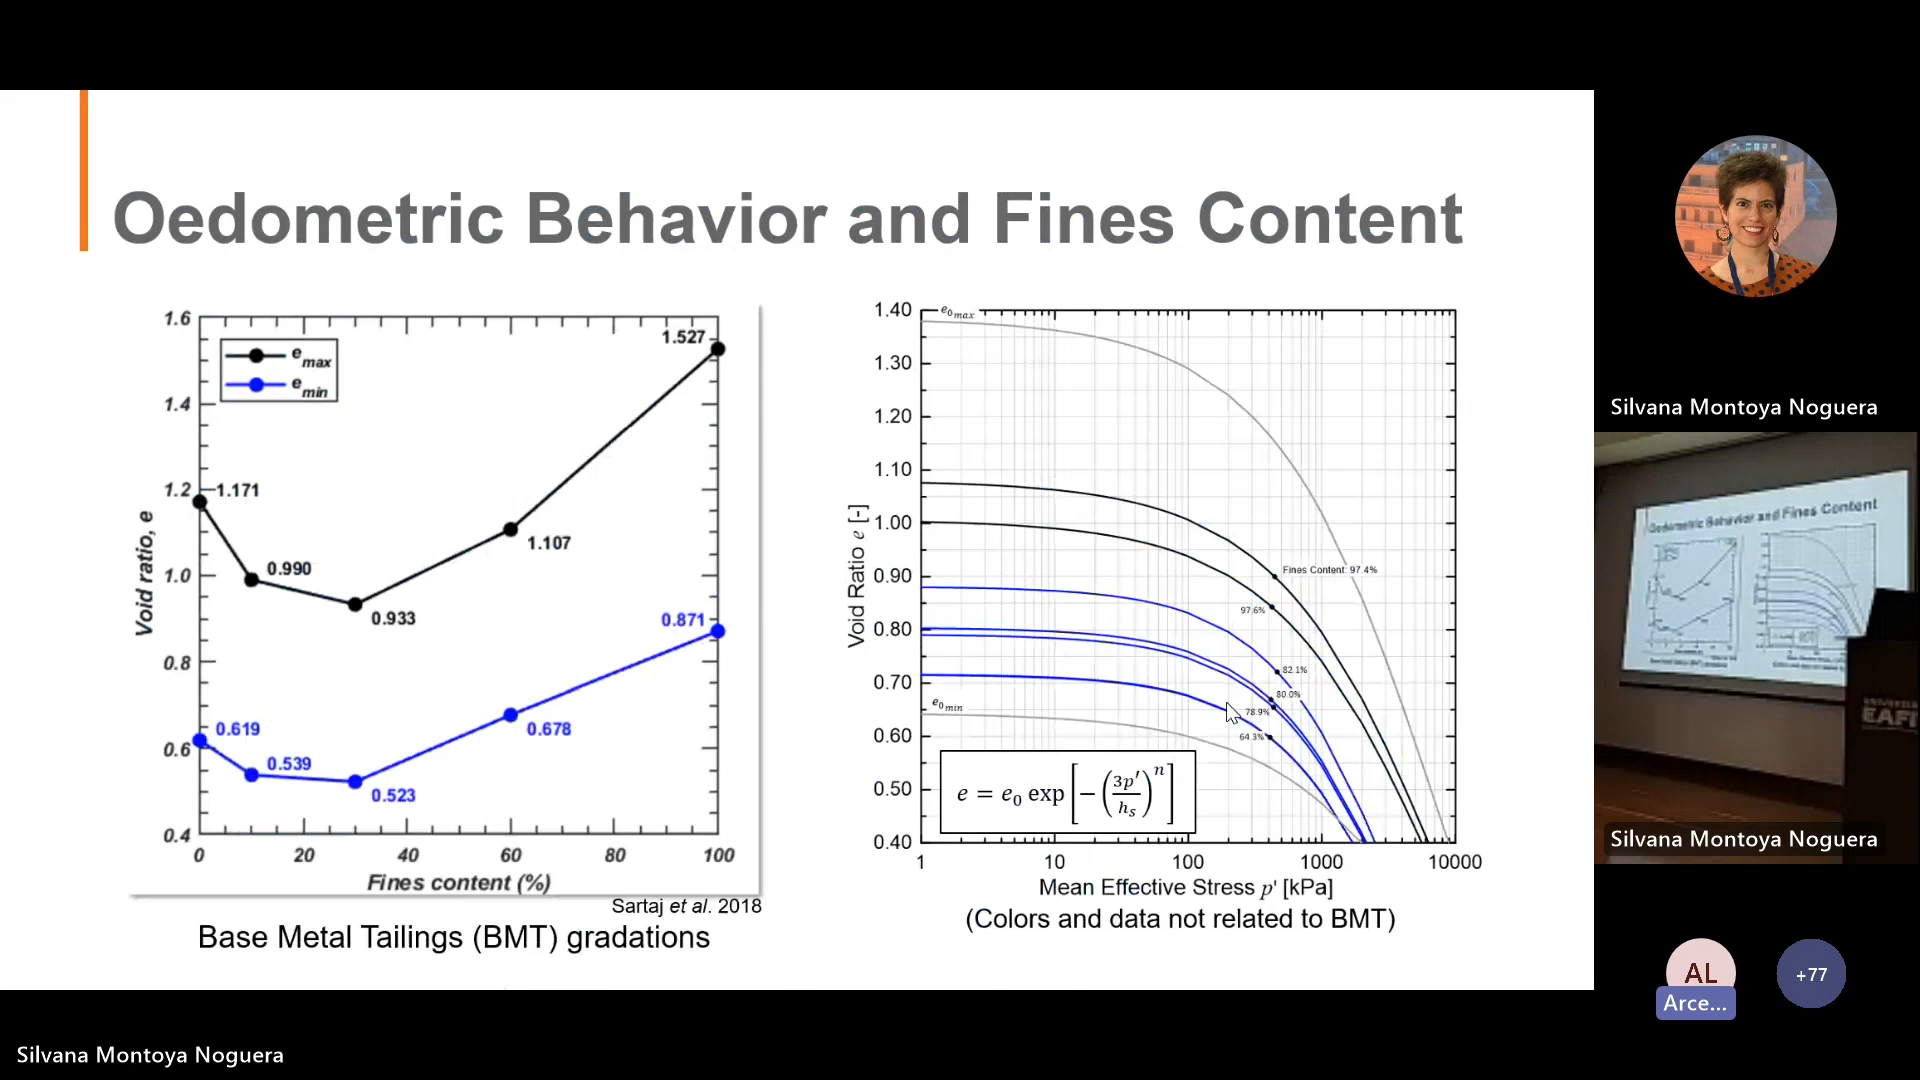 Oedometric Behavior and Fines Content
1.6
1.4
1.2
1.0
0.8
0.6
0.4
Void ratio, e
e max
e min
1.171
0.990
0.933
1.107
1.527
0.619
0.539
0.523
0.678
0.871
0
20
40
60
80
100
Fines content (%)
Sartaj et al. 2018
Base Metal Tailings (BMT) gradations
1.40
1.30
1.20
1.10
1.00
0.90
0.80
0.70
0.60
0.50
0.40
Void Ratio e [-]
e0max
Fines Content: 97.4%
97.6%
82.1%
80.0%
78.9%
64.3%
e0min
e = e0 exp [−(3p'/hs)^n]
1
10
100
1000
10000
Mean Effective Stress p' [kPa]
(Colors and data not related to BMT)
Silvana Montoya Noguera
Oedometric Behavior and Fines Content
Silvana Montoya Noguera
AL
+77
Arce...
Silvana Montoya Noguera